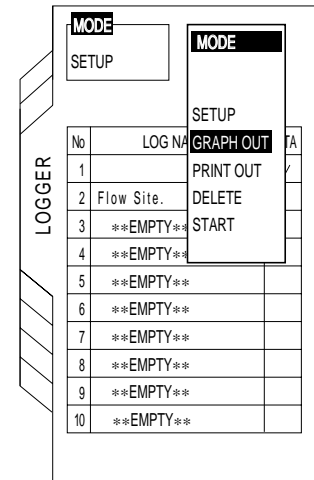 MODE
SETUP
MODE
SETUP
GRAPH OUT
PRINT OUT
DELETE
START
LOGGER
No LOG NA TA
1
2 Flow Site.
3 **EMPTY**
4 **EMPTY**
5 **EMPTY**
6 **EMPTY**
7 **EMPTY**
8 **EMPTY**
9 **EMPTY**
10 **EMPTY**